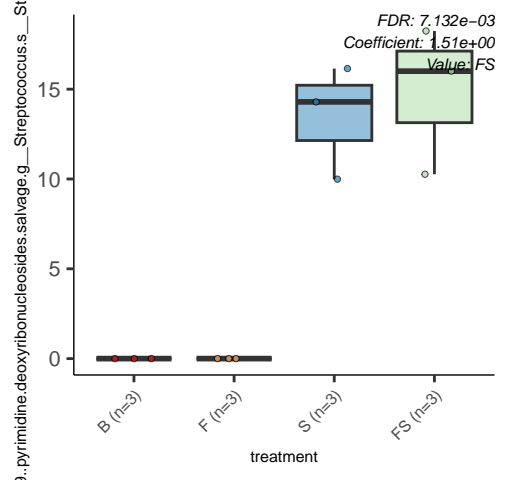 FDR: 7.132e−03
Coefficient: 1.51e+00
Value: FS
9..pyrimidine.deoxyribonucleosides.salvage.g__Streptococcus.s__St
15
10
5
0
B (n=3)
F (n=3)
S (n=3)
FS (n=3)
treatment